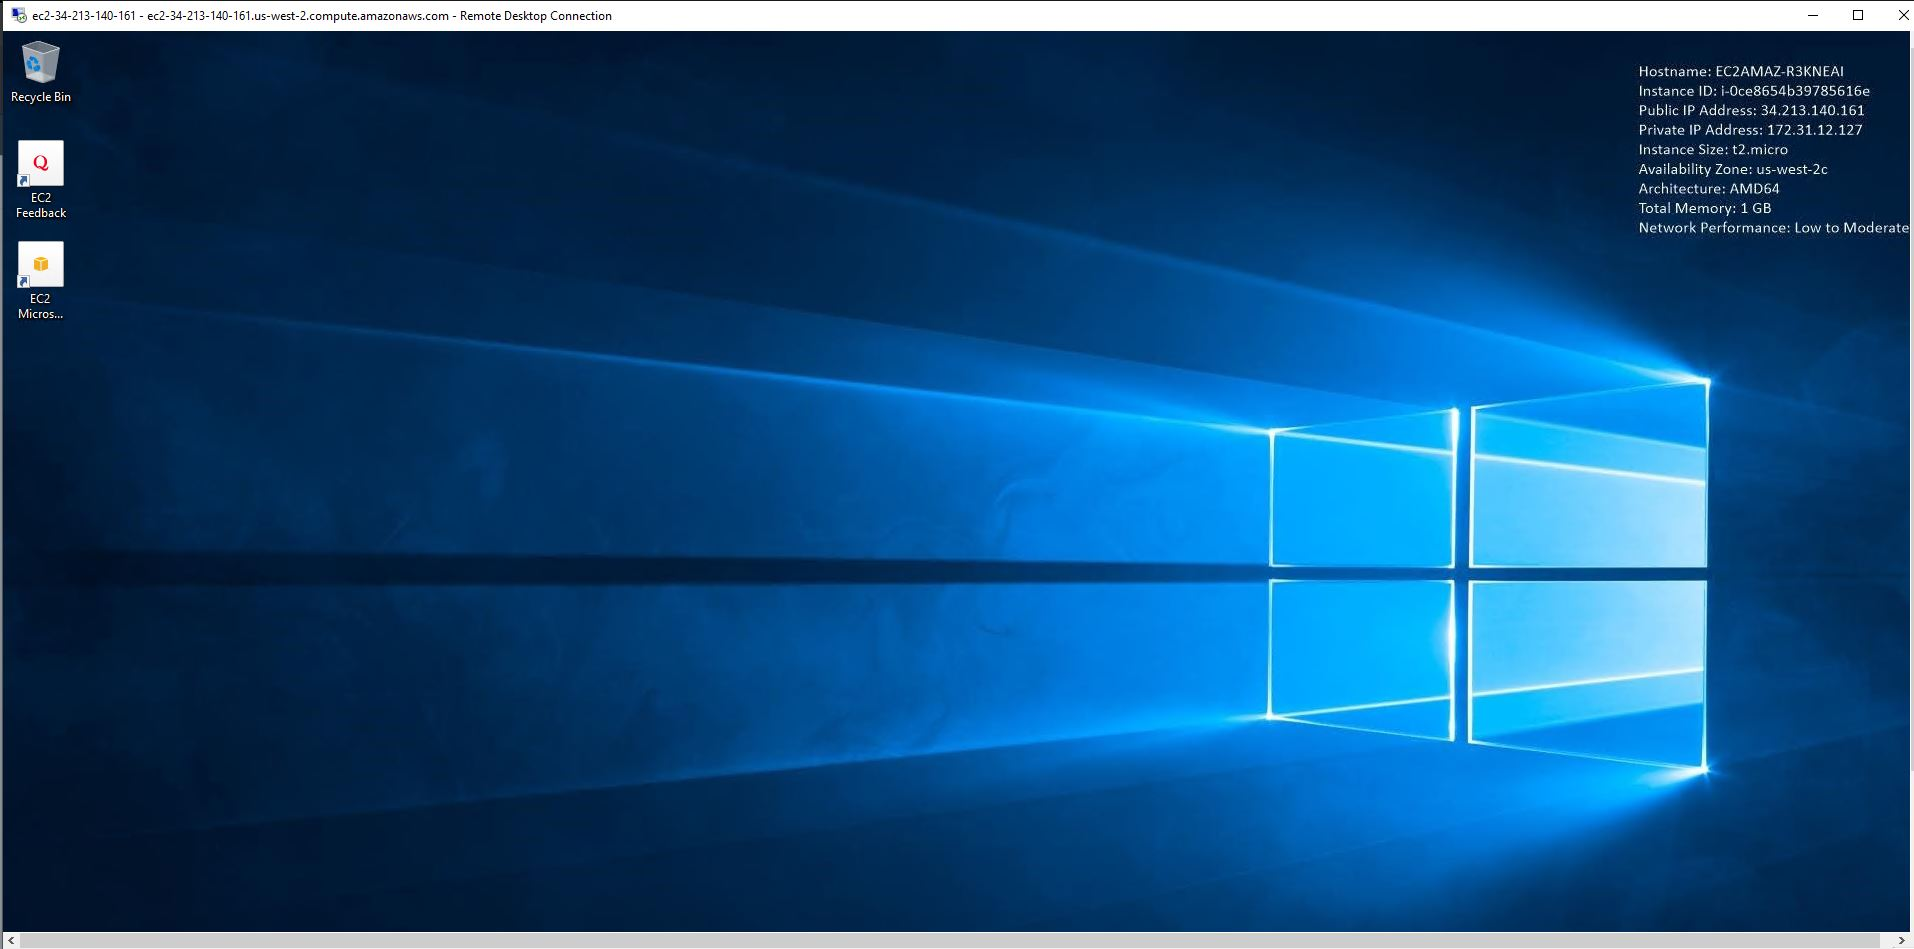 ec2-34-213-140-161 - ec2-34-213-140-161.us-west-2.compute.amazonaws.com - Remote Desktop Connection
Recycle Bin
Q
EC2
Feedback
EC2
Micros...
Hostname: EC2AMAZ-R3KNEAI
Instance ID: i-0ce8654b39785616e
Public IP Address: 34.213.140.161
Private IP Address: 172.31.12.127
Instance Size: t2.micro
Availability Zone: us-west-2c
Architecture: AMD64
Total Memory: 1 GB
Network Performance: Low to Moderate